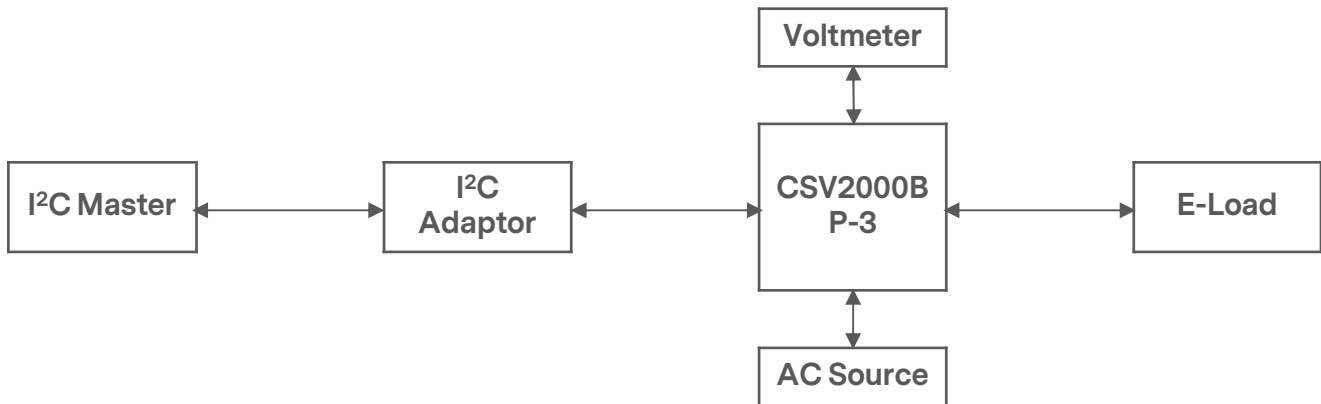 Voltmeter
I²C Master
I²C
Adaptor
CSV2000B
P-3
E-Load
AC Source